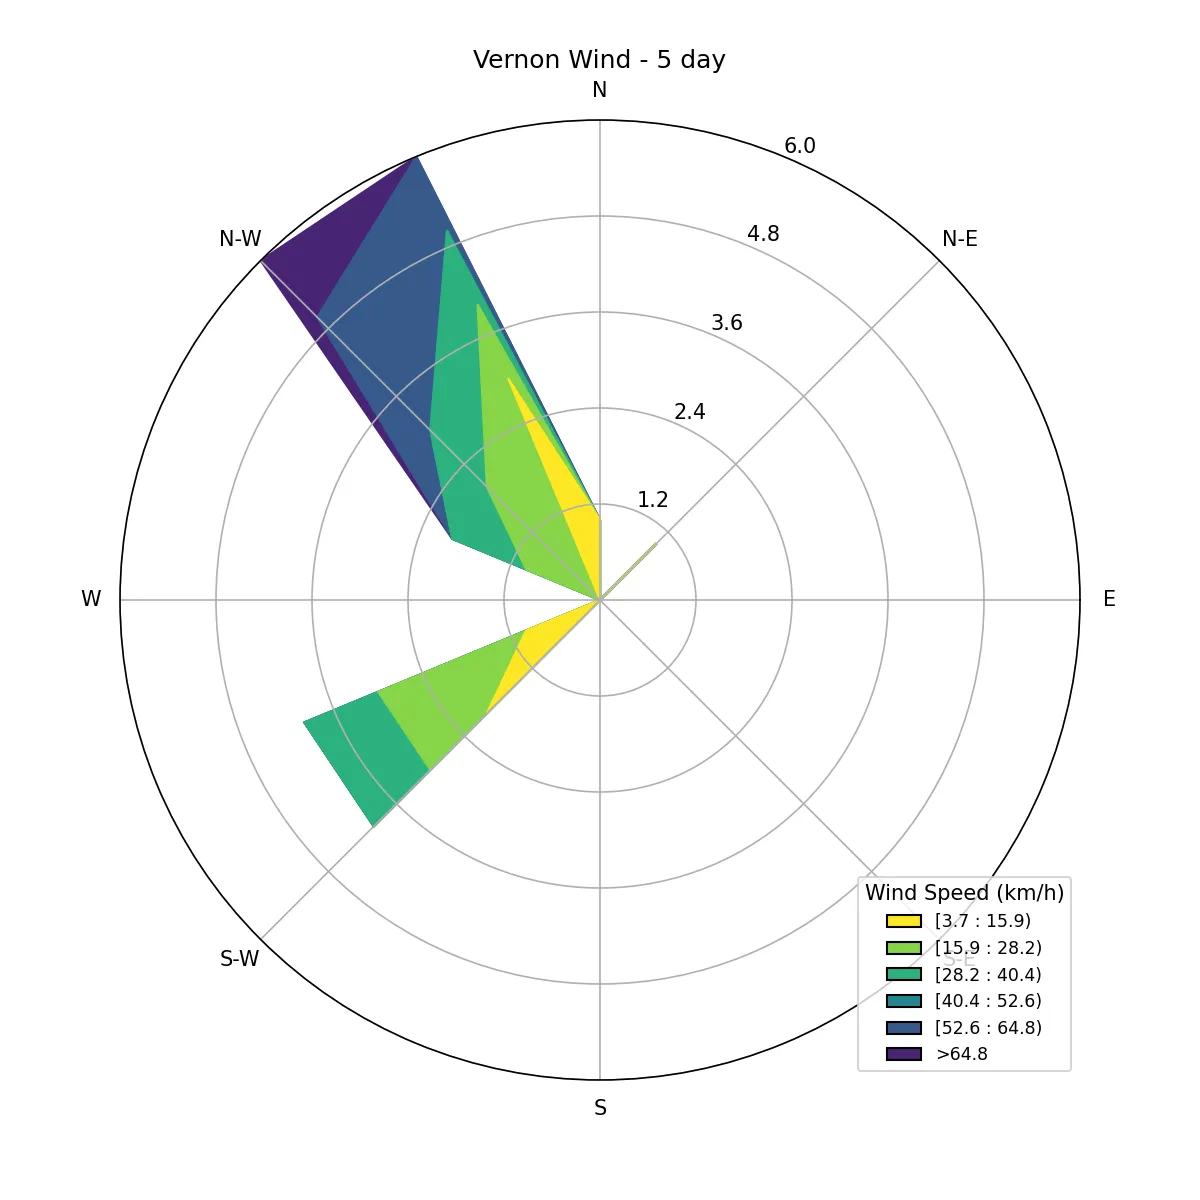 Vernon Wind - 5 day
N
6.0
N-W
N-E
4.8
3.6
2.4
1.2
W
E
S-W
S-E
Wind Speed (km/h)
[3.7 : 15.9)
[15.9 : 28.2)
[28.2 : 40.4)
[40.4 : 52.6)
[52.6 : 64.8)
>64.8
S